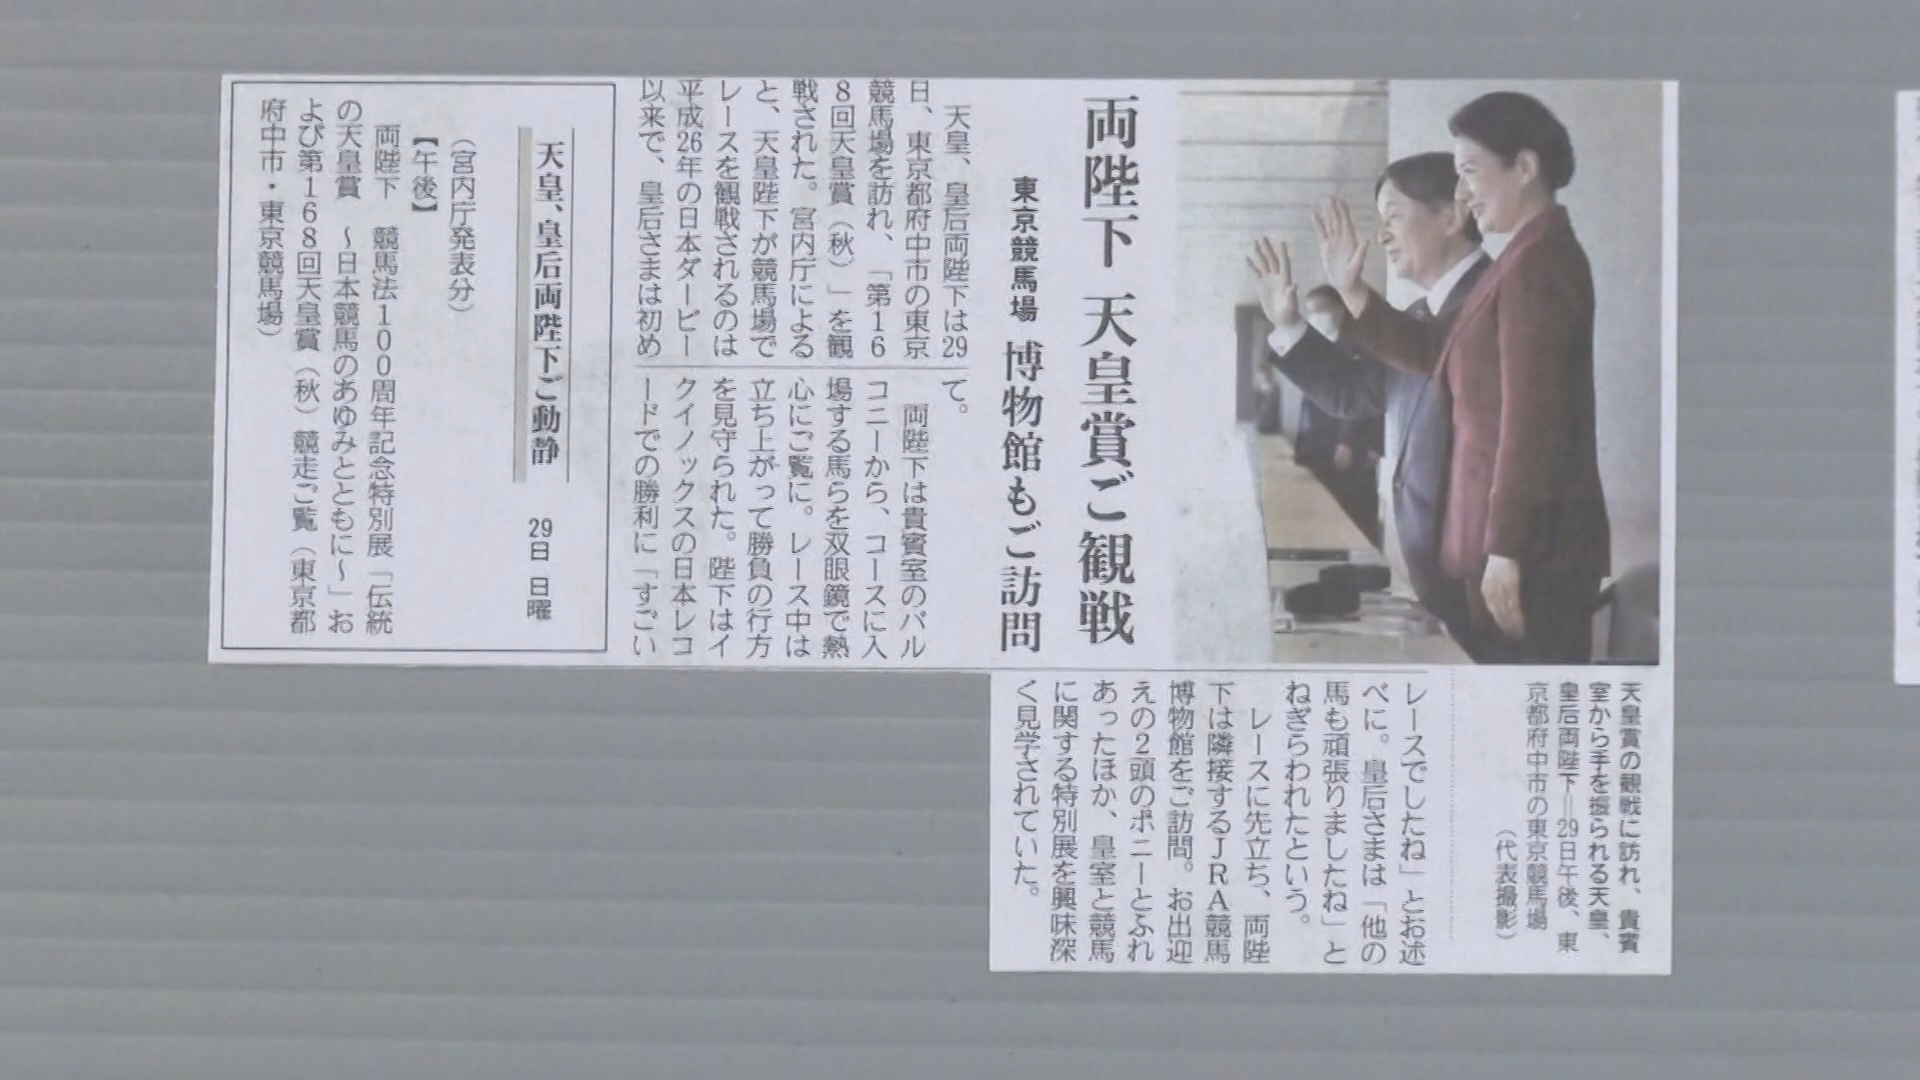 両陛下 天皇賞ご観戦
東京競馬場 博物館もご訪問
天皇、皇后両陛下は29
日、東京都府中市の東京
競馬場を訪れ、「第16
8回天皇賞（秋）」を観
戦された。宮内庁による
と、天皇陛下が競馬場で
レースを観戦されるのは
平成26年の日本ダービー
以来で、皇后さまは初め
て。
両陛下は貴賓室のバル
コニーから、コースに入
場する馬らを双眼鏡で熱
心にご覧に。レース中は
立ち上がって勝負の行方
を見守られた。陛下はイ
クイノックスの日本レコ
ードでの勝利に「すごい
レースでしたね」とお述
べに。皇后さまは「他の
馬も頑張りましたね」と
ねぎらわれたという。
レースに先立ち、両陛
下は隣接するJRA競馬
博物館をご訪問。お出迎
えの2頭のポニーとふれ
あったほか、皇室と競馬
に関する特別展を興味深
く見学されていた。
天皇賞の観戦に訪れ、貴賓
室から手を振られる天皇、
皇后両陛下＝29日午後、東
京都府中市の東京競馬場
（代表撮影）
天皇、皇后両陛下ご動静 29日 日曜
（宮内庁発表分）
【午後】
両陛下 競馬法100周年記念特別展「伝統
の天皇賞 〜日本競馬のあゆみとともに〜」お
よび第168回天皇賞（秋）競走ご覧（東京都
府中市・東京競馬場）